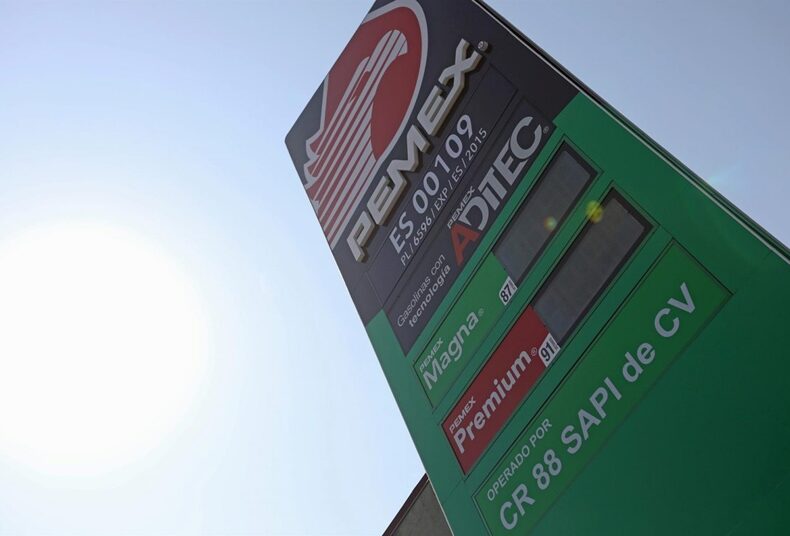 PEMEX®
ES 00109
PL / 6596 / EXP / ES / 2015
Gasolinas con
tecnología
PEMEX
ADITEC®
PEMEX
Magna®
87
PEMEX
Premium®
91
OPERADO POR
CR 88 SAPI de CV